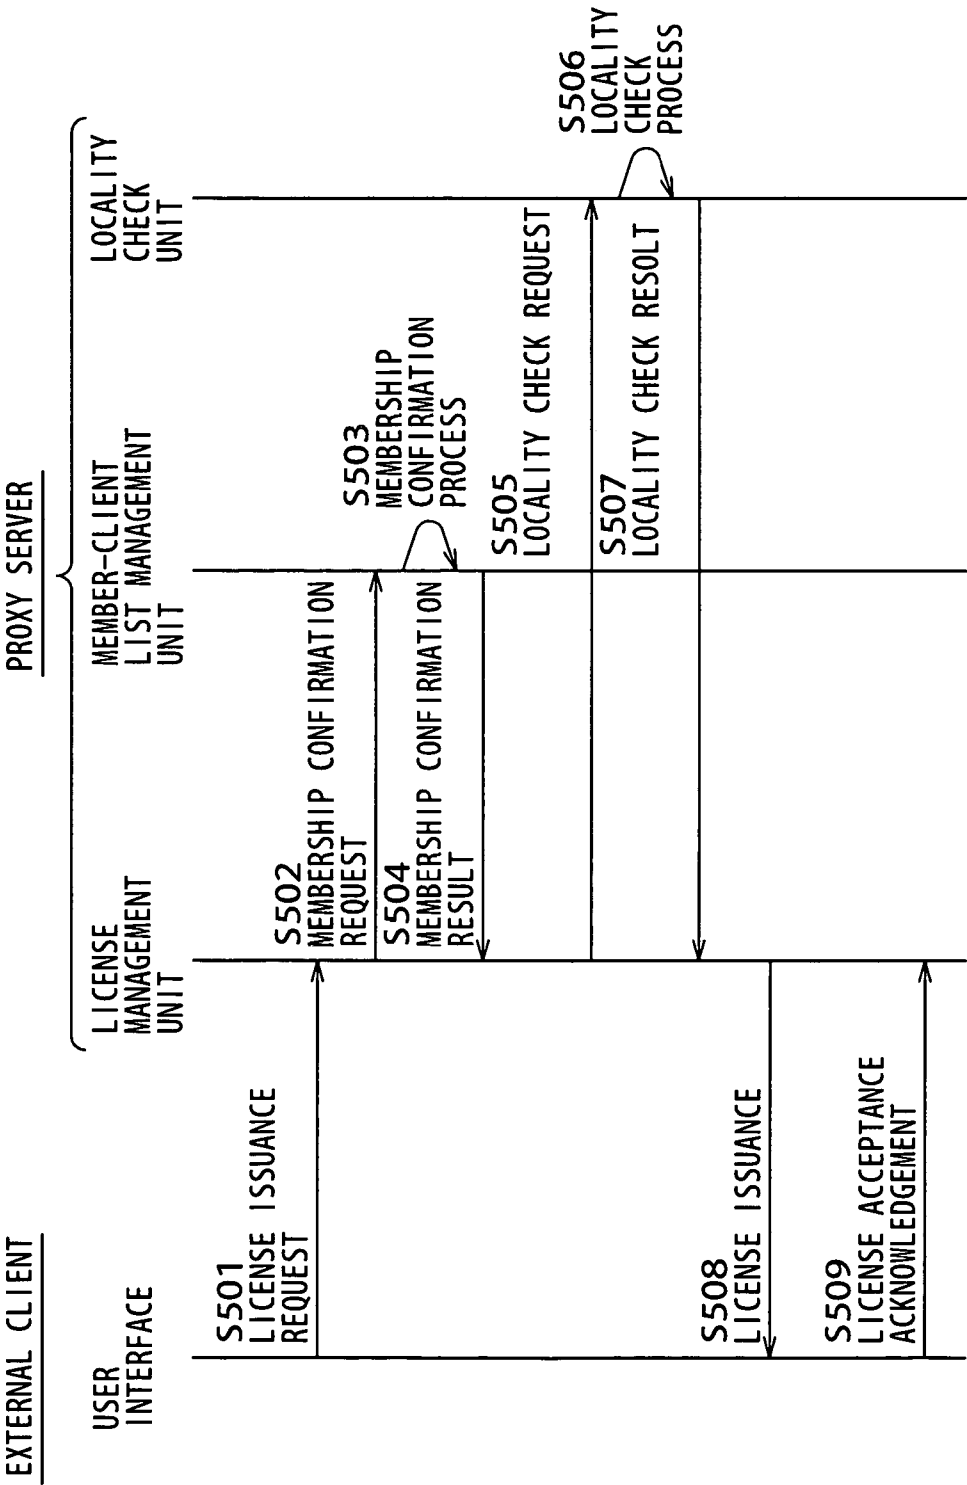 EXTERNAL CLIENT
PROXY SERVER
USER
INTERFACE
LICENSE
MANAGEMENT
UNIT
MEMBER-CLIENT
LIST MANAGEMENT
UNIT
LOCALITY
CHECK
UNIT
S501
LICENSE ISSUANCE
REQUEST
S502
MEMBERSHIP CONFIRMATION
REQUEST
S503
MEMBERSHIP
CONFIRMATION
PROCESS
S504
MEMBERSHIP CONFIRMATION
RESULT
S505
LOCALITY CHECK REQUEST
S506
LOCALITY
CHECK
PROCESS
S507
LOCALITY CHECK RESOLT
S508
LICENSE ISSUANCE
S509
LICENSE ACCEPTANCE
ACKNOWLEDGEMENT